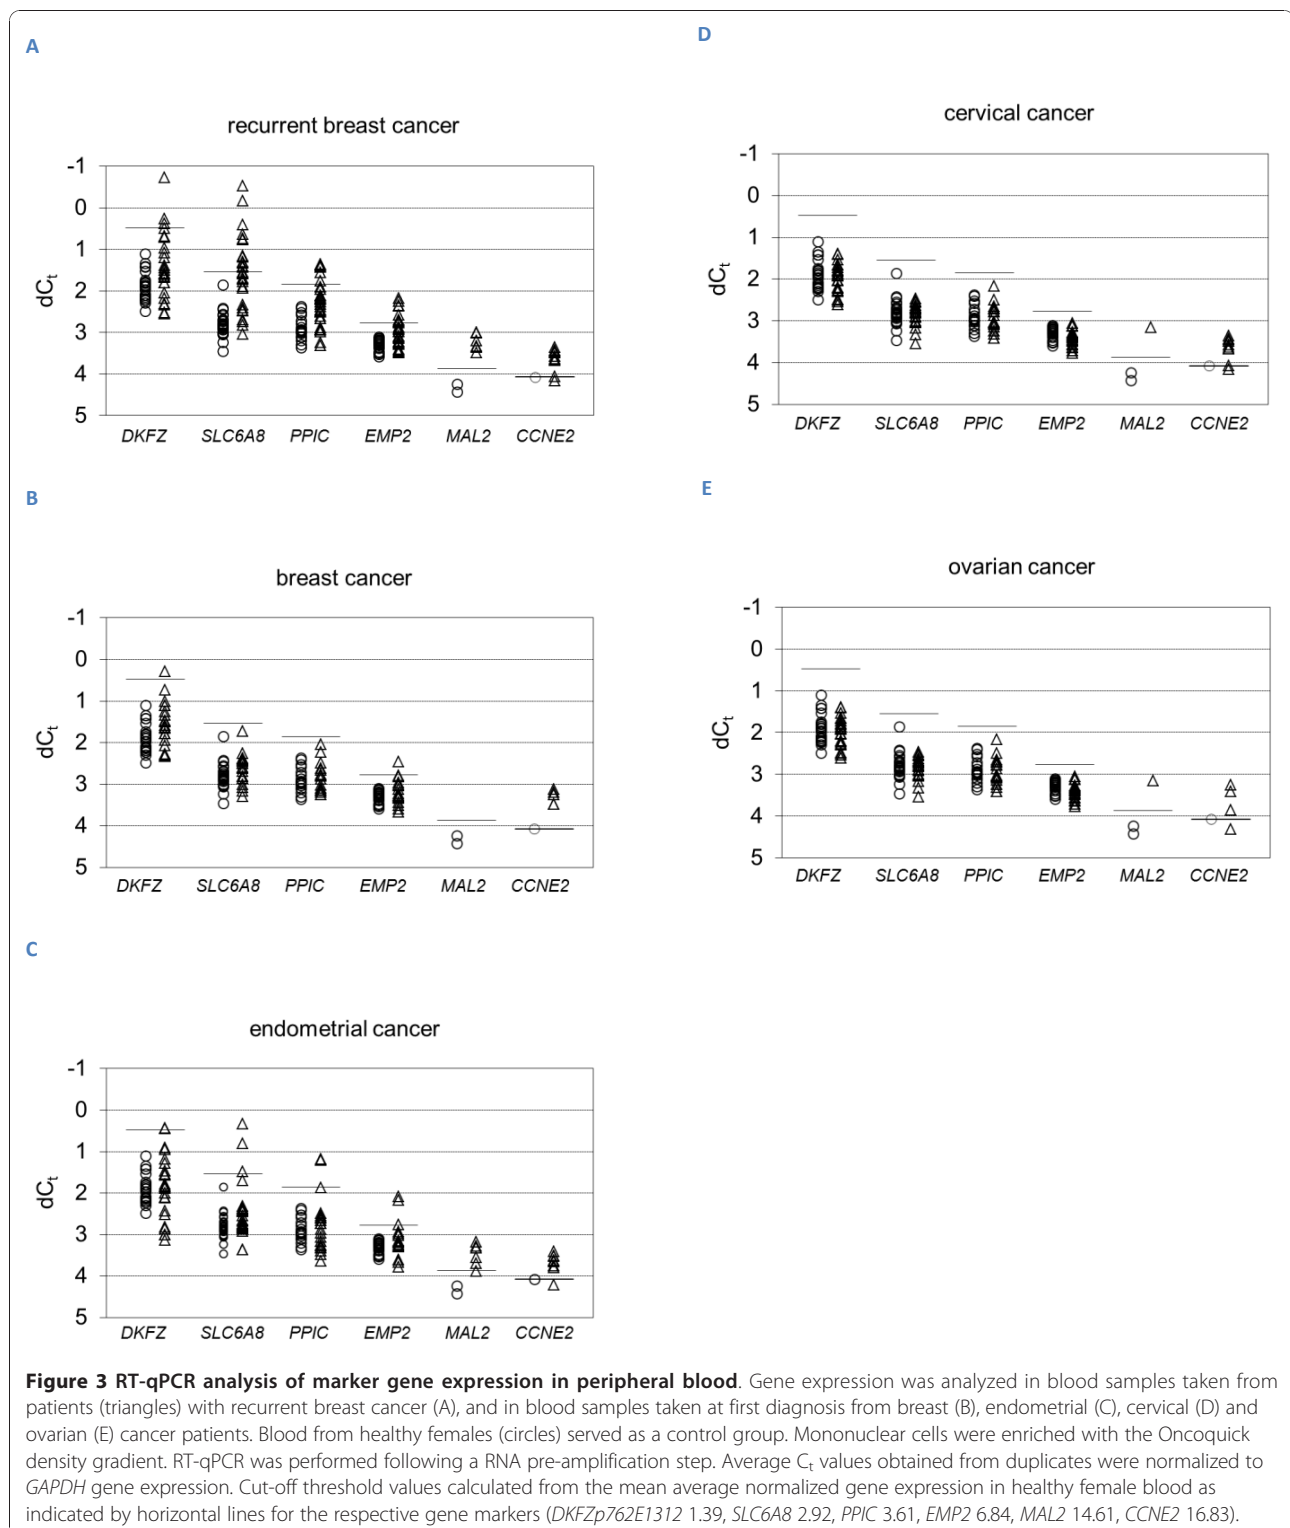 A
recurrent breast cancer
-1
0
1
2
3
4
5
dCt
DKFZ SLC6A8 PPIC EMP2 MAL2 CCNE2
B
breast cancer
-1
0
1
2
3
4
5
dCt
DKFZ SLC6A8 PPIC EMP2 MAL2 CCNE2
C
endometrial cancer
-1
0
1
2
3
4
5
dCt
DKFZ SLC6A8 PPIC EMP2 MAL2 CCNE2
D
cervical cancer
-1
0
1
2
3
4
5
dCt
DKFZ SLC6A8 PPIC EMP2 MAL2 CCNE2
E
ovarian cancer
-1
0
1
2
3
4
5
dCt
DKFZ SLC6A8 PPIC EMP2 MAL2 CCNE2
Figure 3 RT-qPCR analysis of marker gene expression in peripheral blood. Gene expression was analyzed in blood samples taken from
patients (triangles) with recurrent breast cancer (A), and in blood samples taken at first diagnosis from breast (B), endometrial (C), cervical (D) and
ovarian (E) cancer patients. Blood from healthy females (circles) served as a control group. Mononuclear cells were enriched with the Oncoquick
density gradient. RT-qPCR was performed following a RNA pre-amplification step. Average Ct values obtained from duplicates were normalized to
GAPDH gene expression. Cut-off threshold values calculated from the mean average normalized gene expression in healthy female blood as
indicated by horizontal lines for the respective gene markers (DKFZp762E1312 1.39, SLC6A8 2.92, PPIC 3.61, EMP2 6.84, MAL2 14.61, CCNE2 16.83).